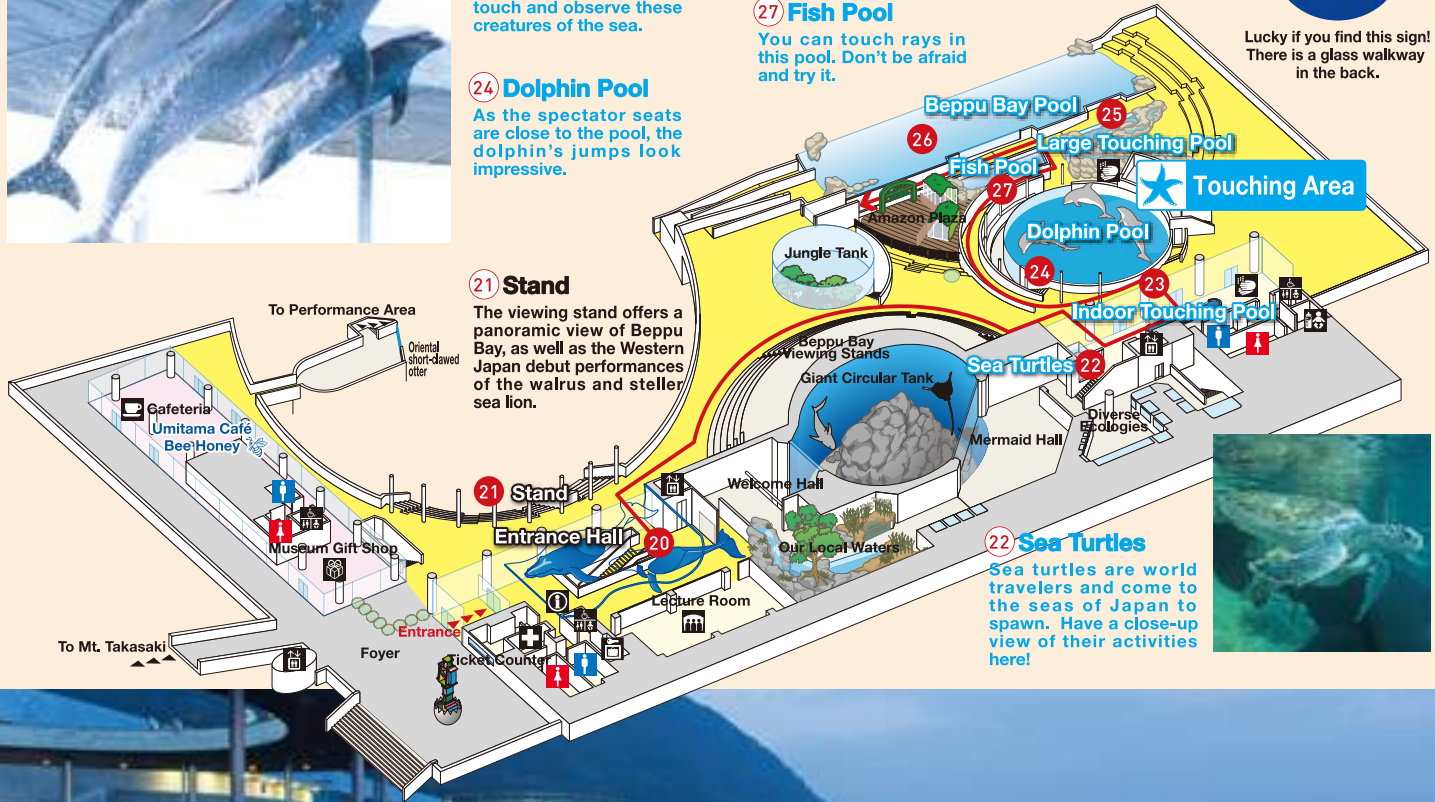 touch and observe these
creatures of the sea.
24 Dolphin Pool
As the spectator seats
are close to the pool, the
dolphin's jumps look
impressive.
27 Fish Pool
You can touch rays in
this pool. Don't be afraid
and try it.
Lucky if you find this sign!
There is a glass walkway
in the back.
Beppu Bay Pool
26
25
Large Touching Pool
Fish Pool
27
Touching Area
Amazon Plaza
Dolphin Pool
Jungle Tank
24
23
Indoor Touching Pool
21 Stand
The viewing stand offers a
panoramic view of Beppu
Bay, as well as the Western
Japan debut performances
of the walrus and steller
sea lion.
To Performance Area
Oriental
short-clawed
otter
Beppu Bay
Viewing Stands
Giant Circular Tank
Sea Turtles 22
Cafeteria
Umitama Café
Bee Honey
Diverse
Ecologies
Mermaid Hall
Welcome Hall
21 Stand
Entrance Hall
20
Museum Gift Shop
Our Local Waters
22 Sea Turtles
Sea turtles are world
travelers and come to
the seas of Japan to
spawn. Have a close-up
view of their activities
here!
Lecture Room
Entrance
To Mt. Takasaki
Foyer
Ticket Counter